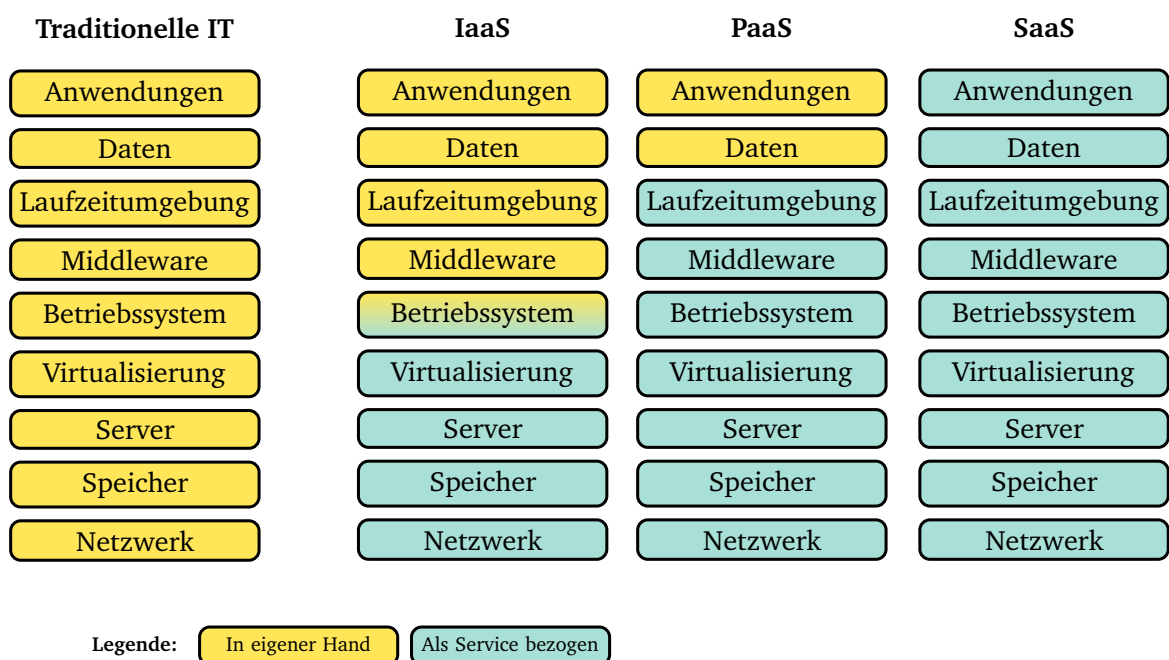 Traditionelle IT IaaS PaaS SaaS
Anwendungen Anwendungen Anwendungen Anwendungen
Daten Daten Daten Daten
Laufzeitumgebung Laufzeitumgebung Laufzeitumgebung Laufzeitumgebung
Middleware Middleware Middleware Middleware
Betriebssystem Betriebssystem Betriebssystem Betriebssystem
Virtualisierung Virtualisierung Virtualisierung Virtualisierung
Server Server Server Server
Speicher Speicher Speicher Speicher
Netzwerk Netzwerk Netzwerk Netzwerk
Legende: In eigener Hand Als Service bezogen